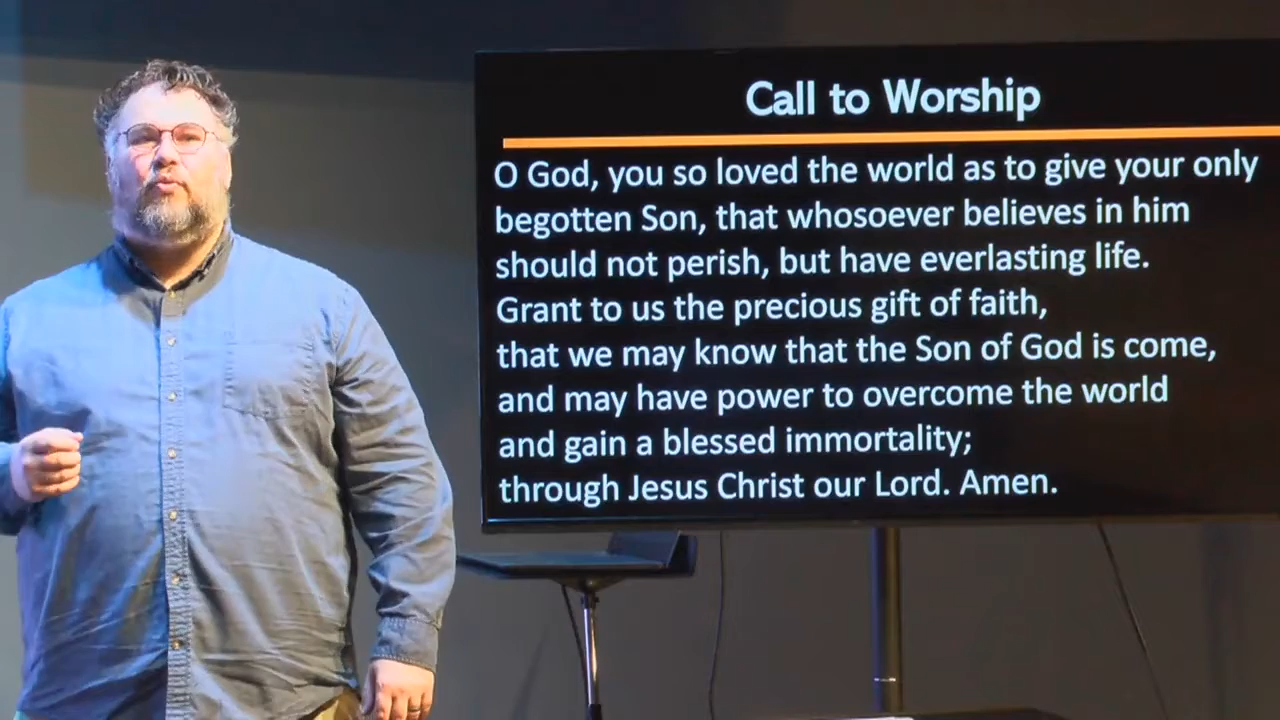 Call to Worship
O God, you so loved the world as to give your only
begotten Son, that whosoever believes in him
should not perish, but have everlasting life.
Grant to us the precious gift of faith,
that we may know that the Son of God is come,
and may have power to overcome the world
and gain a blessed immortality;
through Jesus Christ our Lord. Amen.